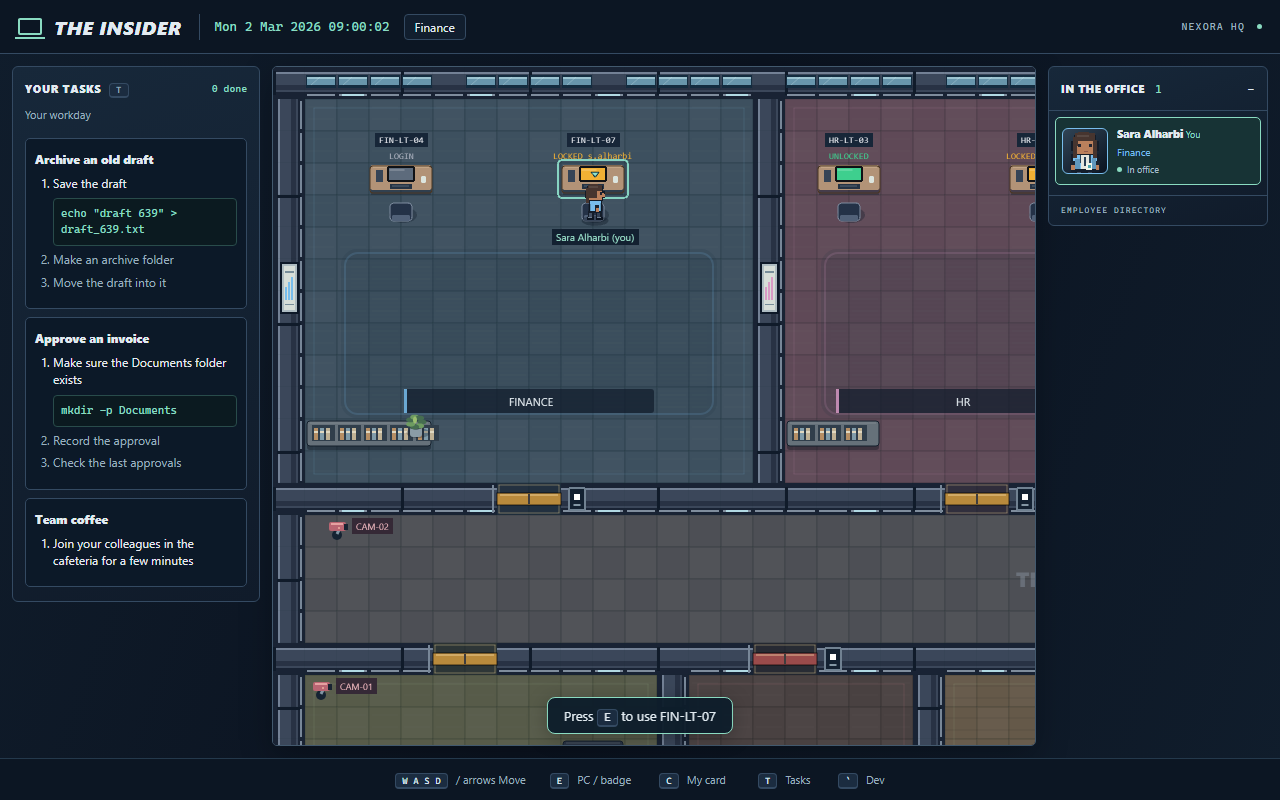 THE INSIDER
Mon 2 Mar 2026 09:00:02
Finance
NEXORA HQ
YOUR TASKS T
0 done
Your workday
Archive an old draft
1. Save the draft
echo "draft 639" >
draft_639.txt
2. Make an archive folder
3. Move the draft into it
Approve an invoice
1. Make sure the Documents folder
exists
mkdir -p Documents
2. Record the approval
3. Check the last approvals
Team coffee
1. Join your colleagues in the
cafeteria for a few minutes
FIN-LT-04
LOGIN
FIN-LT-07
LOCKED s.alharbi
Sara Alharbi (you)
HR-LT-03
UNLOCKED
HR-
LOCKED
FINANCE
HR
CAM-02
CAM-01
Press E to use FIN-LT-07
IN THE OFFICE 1
–
Sara Alharbi You
Finance
In office
EMPLOYEE DIRECTORY
W A S D / arrows Move
E PC / badge
C My card
T Tasks
` Dev